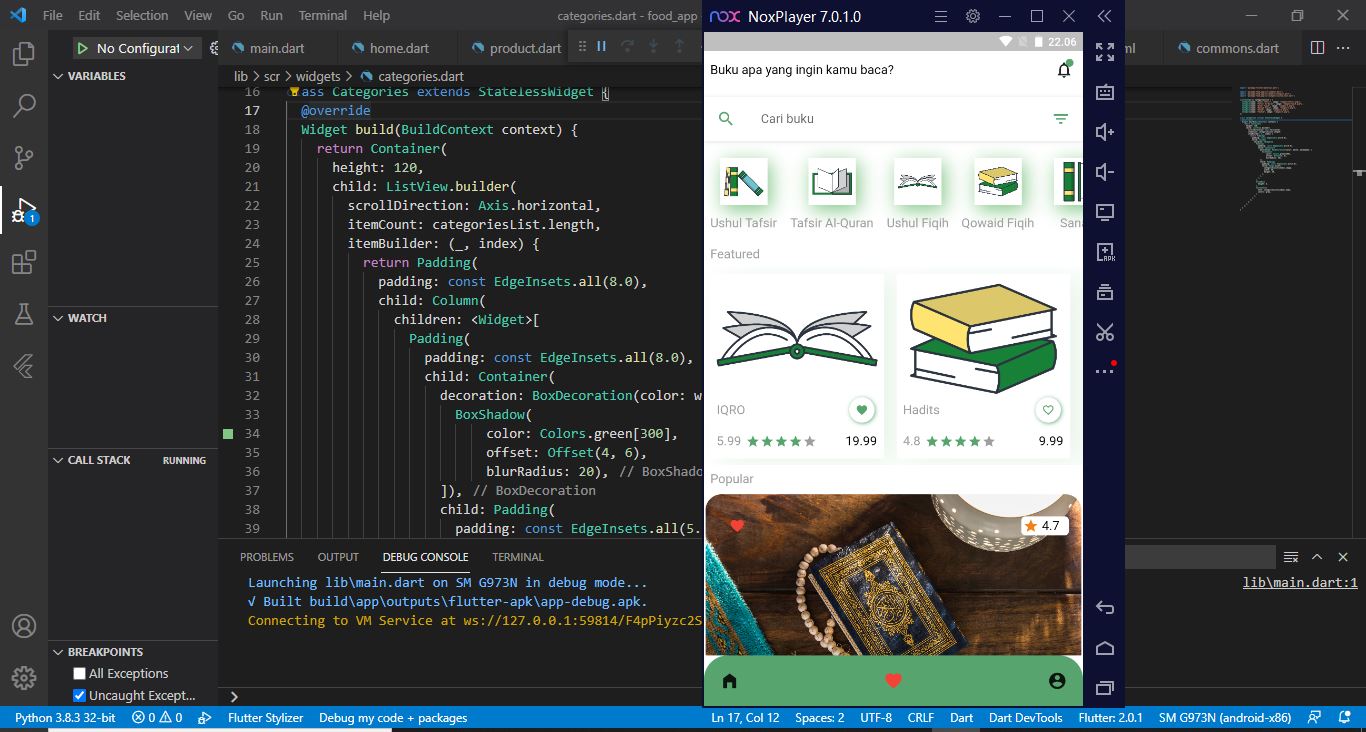 File Edit Selection View Go Run Terminal Help
categories.dart - food_app
NoxPlayer 7.0.1.0
No Configurat
main.dart
home.dart
product.dart
commons.dart
lib > scr > widgets > categories.dart
VARIABLES
WATCH
CALL STACK
RUNNING
BREAKPOINTS
All Exceptions
Uncaught Except...
1
16 ass Categories extends StatelessWidget {
17 @override
18 Widget build(BuildContext context) {
19 return Container(
20 height: 120,
21 child: ListView.builder(
22 scrollDirection: Axis.horizontal,
23 itemCount: categoriesList.length,
24 itemBuilder: (_, index) {
25 return Padding(
26 padding: const EdgeInsets.all(8.0),
27 child: Column(
28 children: <Widget>[
29 Padding(
30 padding: const EdgeInsets.all(8.0),
31 child: Container(
32 decoration: BoxDecoration(color: w
33 BoxShadow(
34 color: Colors.green[300],
35 offset: Offset(4, 6),
36 blurRadius: 20), // BoxShado
37 ]), // BoxDecoration
38 child: Padding(
39 padding: const EdgeInsets.all(5.
PROBLEMS OUTPUT DEBUG CONSOLE TERMINAL
Launching lib\main.dart on SM G973N in debug mode...
√ Built build\app\outputs\flutter-apk\app-debug.apk.
Connecting to VM Service at ws://127.0.0.1:59814/F4pPiyzc2S
lib\main.dart:1
22.06
Buku apa yang ingin kamu baca?
Cari buku
Ushul Tafsir
Tafsir Al-Quran
Ushul Fiqih
Qowaid Fiqih
Sana
Featured
IQRO
5.99
19.99
Hadits
4.8
9.99
Popular
4.7
APK
Python 3.8.3 32-bit
0
0
Flutter Stylizer
Debug my code + packages
Ln 17, Col 12
Spaces: 2
UTF-8
CRLF
Dart
Dart DevTools
Flutter: 2.0.1
SM G973N (android-x86)